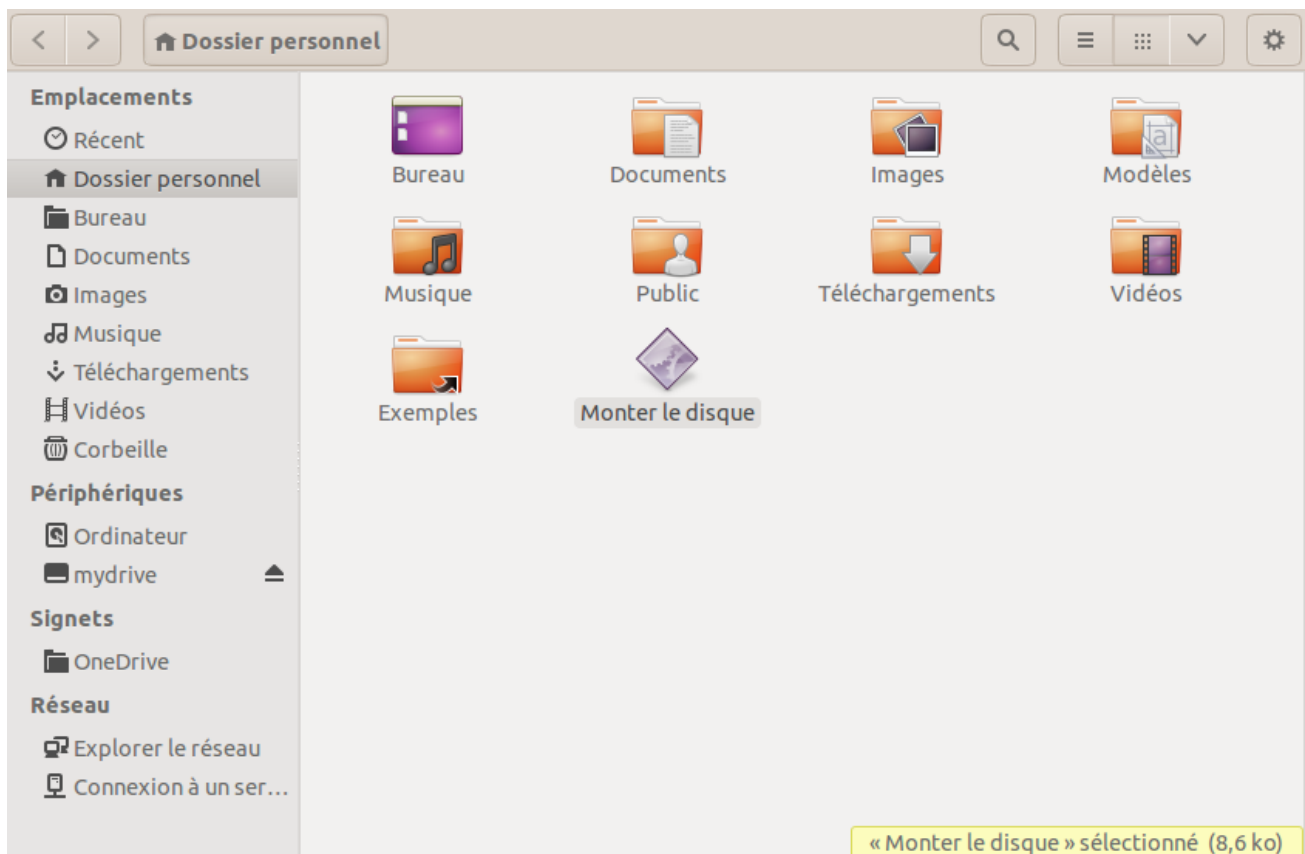 Dossier personnel
Emplacements
Récent
Dossier personnel
Bureau
Documents
Images
Musique
Téléchargements
Vidéos
Corbeille
Périphériques
Ordinateur
mydrive
Signets
OneDrive
Réseau
Explorer le réseau
Connexion à un ser…
Bureau
Documents
Images
Modèles
Musique
Public
Téléchargements
Vidéos
Exemples
Monter le disque
« Monter le disque » sélectionné (8,6 ko)